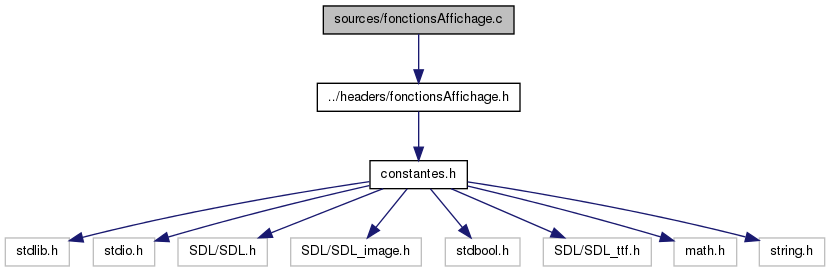 sources/fonctionsAffichage.c
../headers/fonctionsAffichage.h
constantes.h
stdlib.h
stdio.h
SDL/SDL.h
SDL/SDL_image.h
stdbool.h
SDL/SDL_ttf.h
math.h
string.h